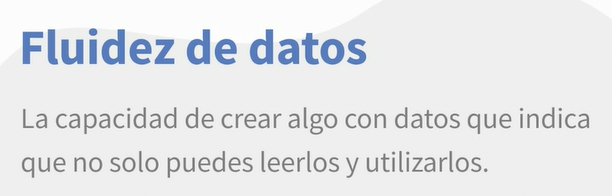 Fluidez de datos
La capacidad de crear algo con datos que indica
que no solo puedes leerlos y utilizarlos.